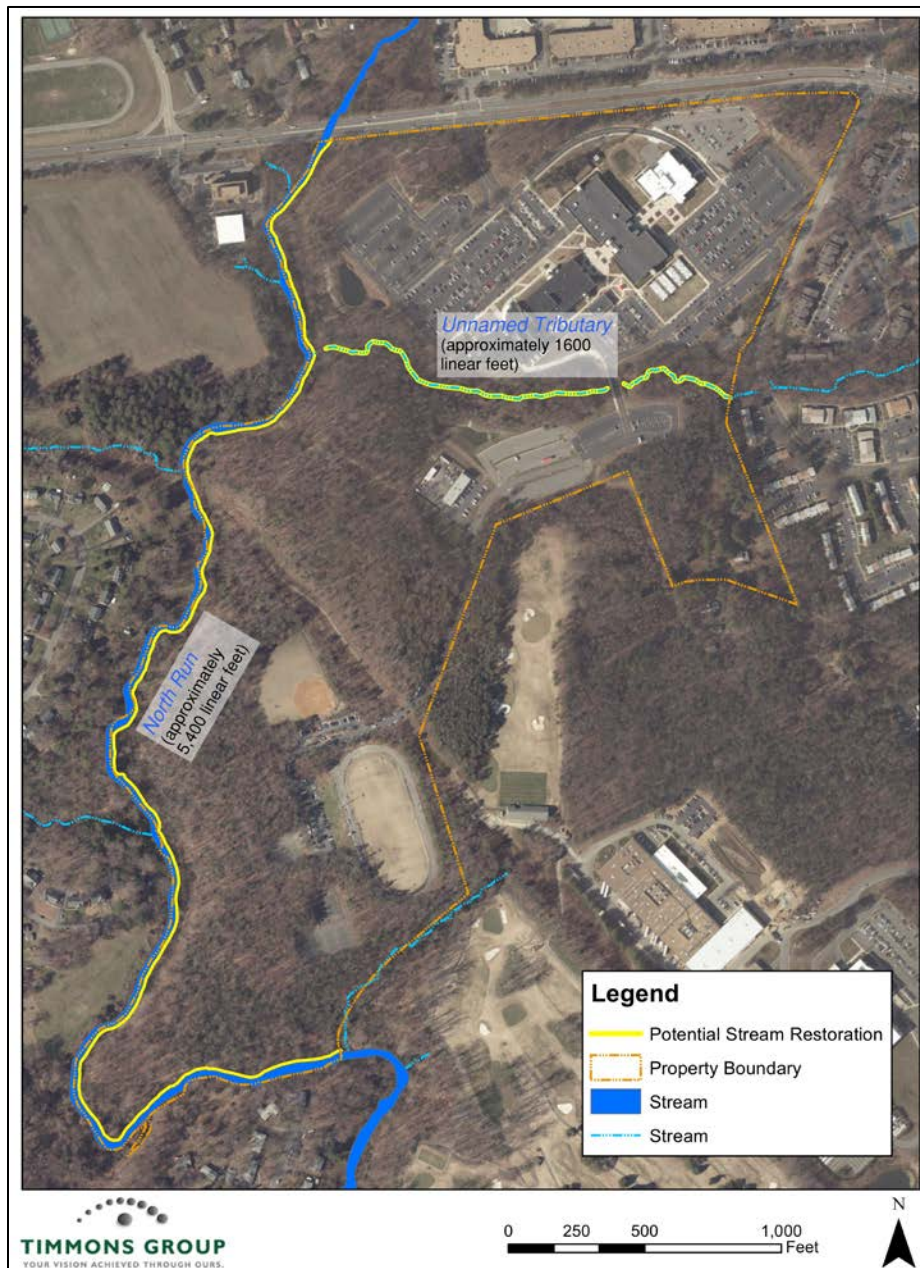 Unnamed Tributary
(approximately 1600
linear feet)
North Run
(approximately
5,400 linear feet)
Legend
Potential Stream Restoration
Property Boundary
Stream
Stream
TIMMONS GROUP
YOUR VISION ACHIEVED THROUGH OURS.
0 250 500 1,000
Feet
N